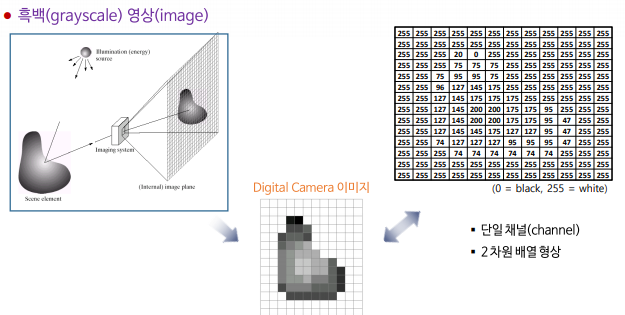 흑백(grayscale) 영상(image)
Illumination (energy)
source
Imaging system
(Internal) image plane
Scene element
255 255 255 255 255 255 255 255 255 255 255 255
255 255 255 255 255 255 255 255 255 255 255 255
255 255 255 20 0 255 255 255 255 255 255 255
255 255 255 75 75 75 255 255 255 255 255 255
255 255 75 95 95 75 255 255 255 255 255 255
255 255 96 127 145 175 255 255 255 255 255 255
255 255 127 145 175 175 175 255 255 255 255 255
255 255 127 145 200 200 175 175 95 255 255 255
255 255 127 145 200 200 175 175 95 47 255 255
255 255 127 145 145 175 127 127 95 47 255 255
255 255 74 127 127 127 95 95 95 47 255 255
255 255 255 74 74 74 74 74 74 255 255 255
255 255 255 255 255 255 255 255 255 255 255 255
255 255 255 255 255 255 255 255 255 255 255 255
(0 = black, 255 = white)
Digital Camera 이미지
단일 채널(channel)
2차원 배열 형상